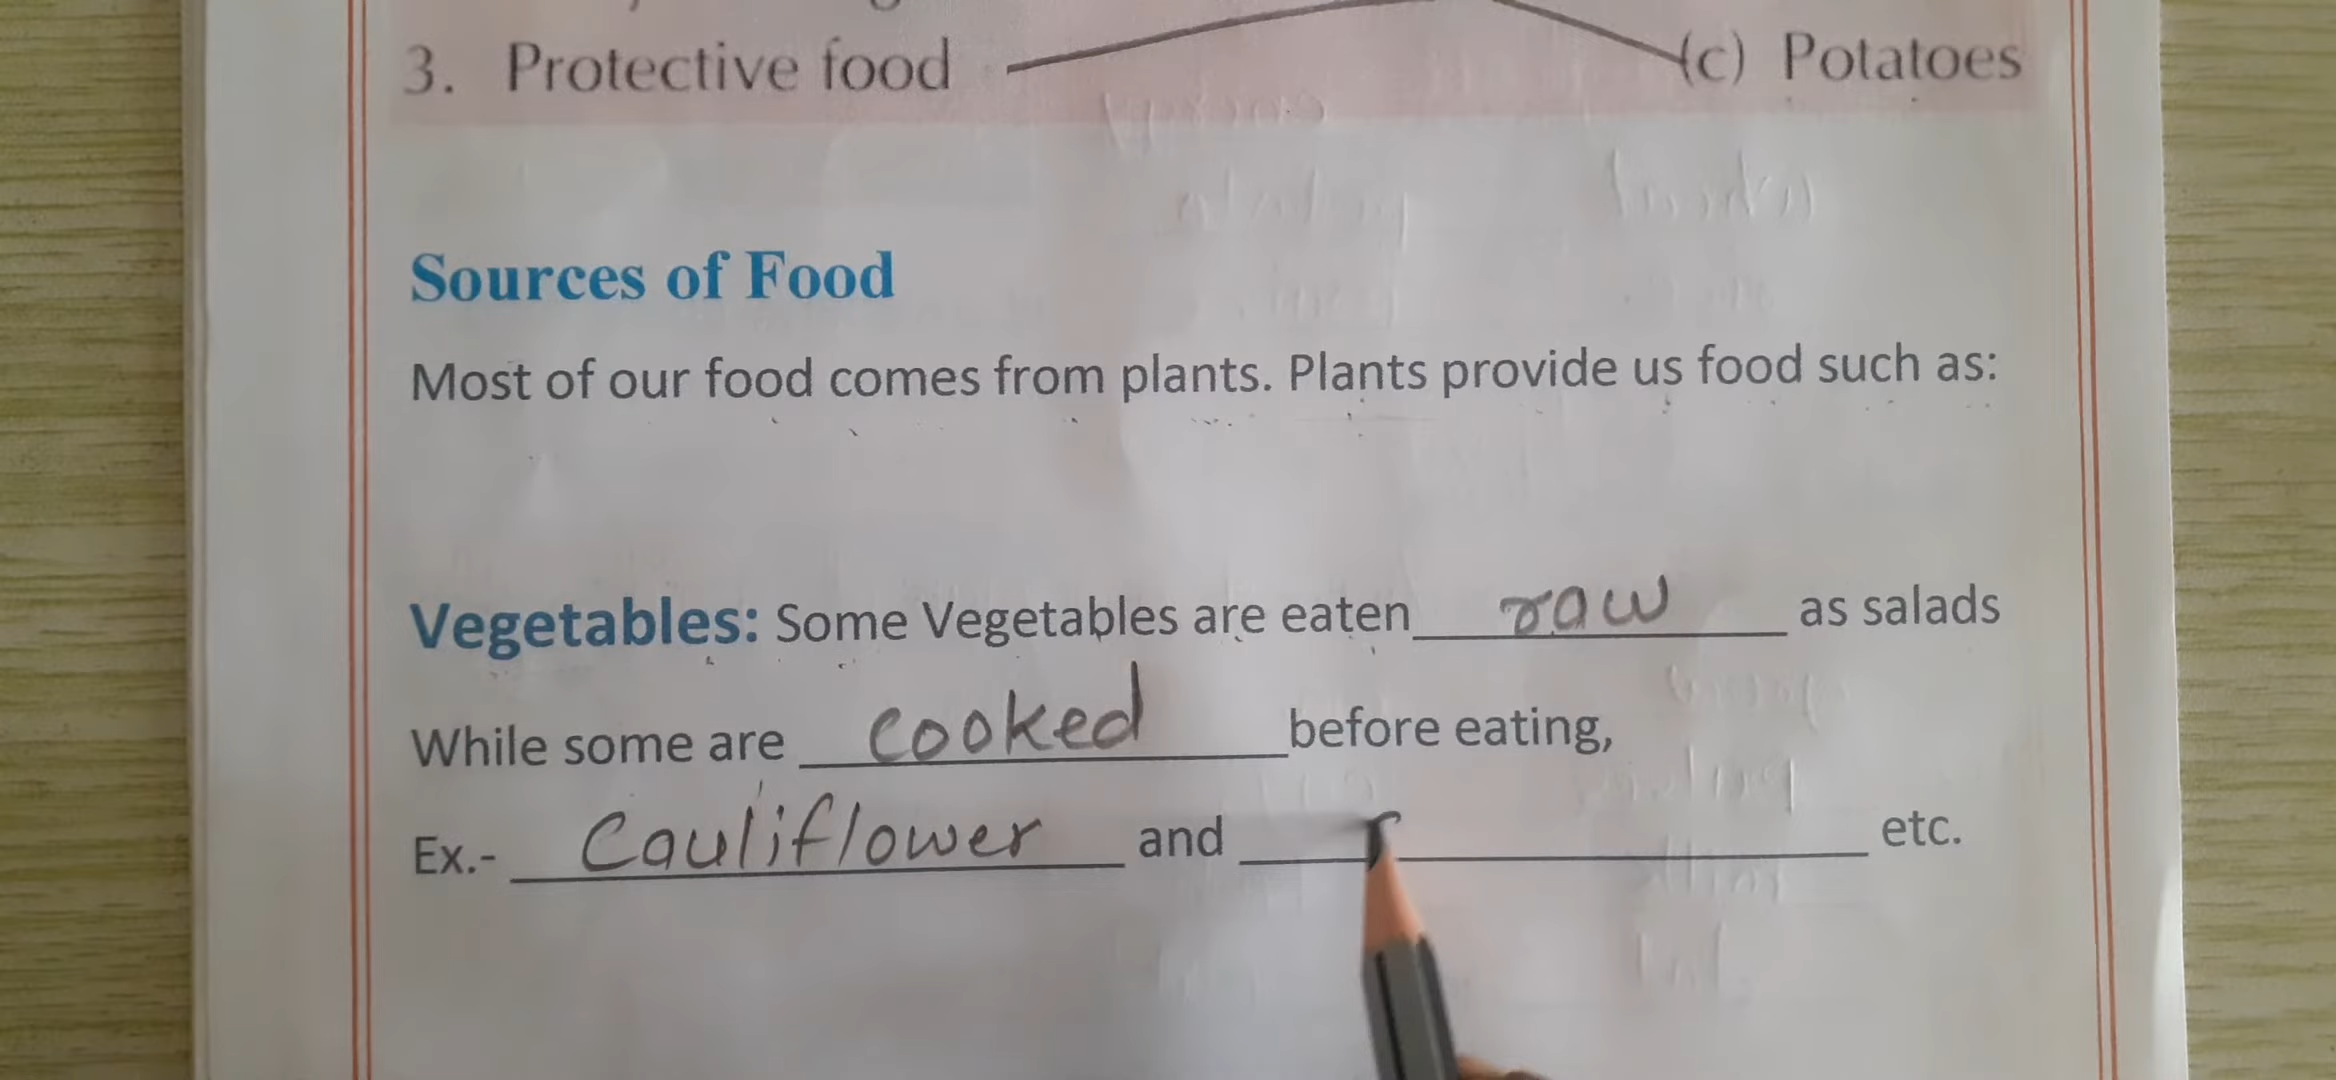 3. Protective food (c) Potatoes
Sources of Food
Most of our food comes from plants. Plants provide us food such as:
Vegetables: Some Vegetables are eaten raw as salads
While some are cooked before eating,
Ex.- Cauliflower and etc.